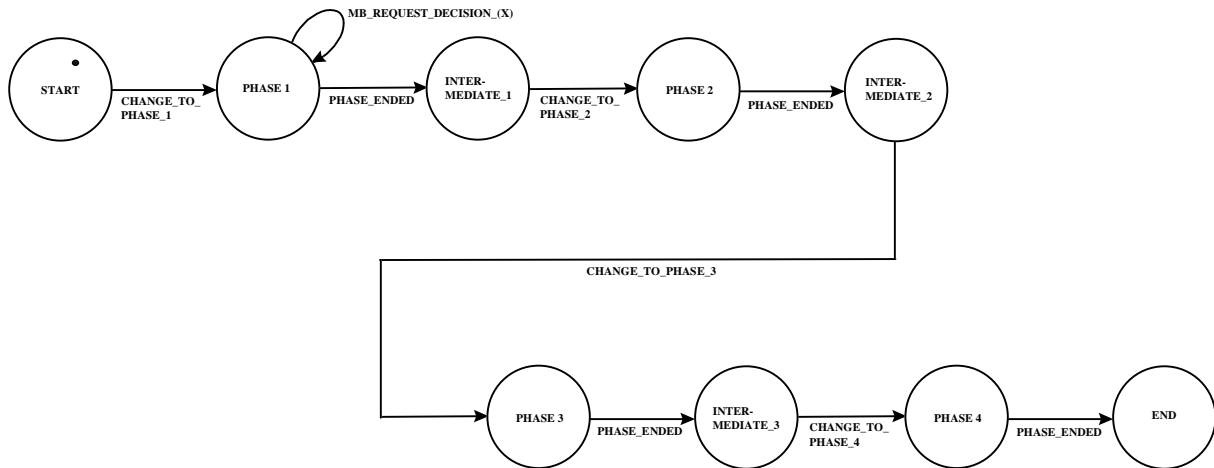 MB_REQUEST_DECISION_(X)
START
CHANGE_TO_
PHASE_1
PHASE 1
PHASE_ENDED
INTER-
MEDIATE_1
CHANGE_TO_
PHASE_2
PHASE 2
PHASE_ENDED
INTER-
MEDIATE_2
CHANGE_TO_PHASE_3
PHASE 3
PHASE_ENDED
INTER-
MEDIATE_3
CHANGE_TO_
PHASE_4
PHASE 4
PHASE_ENDED
END